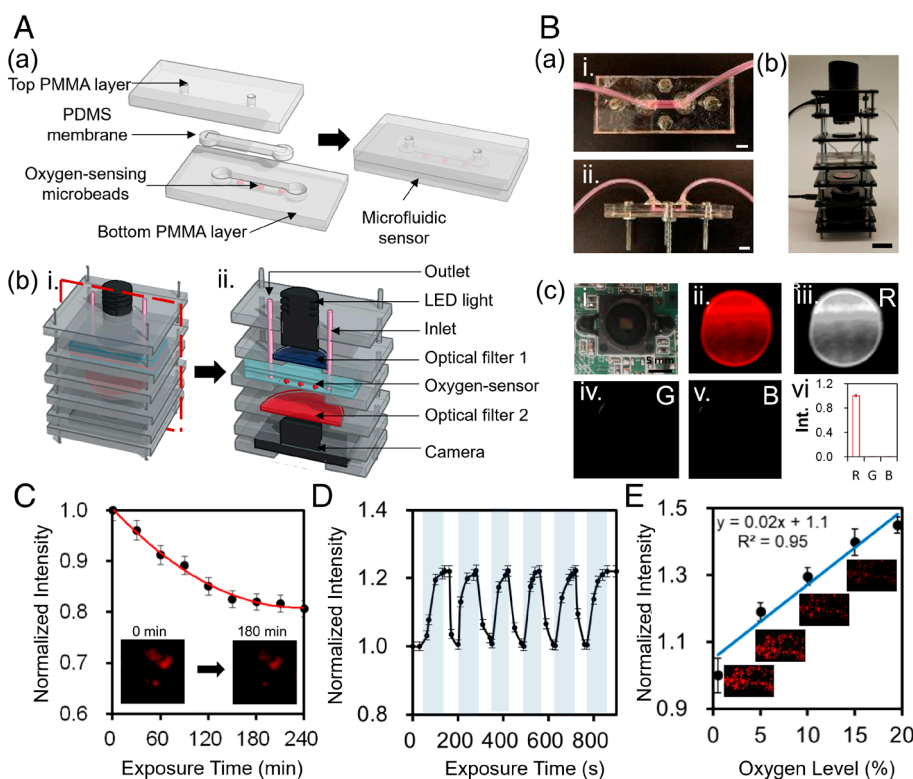 A
(a)
Top PMMA layer
PDMS
membrane
Oxygen-sensing
microbeads
Bottom PMMA layer
Microfluidic
sensor
(b)
i.
ii.
Outlet
LED light
Inlet
Optical filter 1
Oxygen-sensor
Optical filter 2
Camera
B
(a)
i.
ii.
(b)
(c)
i.
5 mm
ii.
iii.
R
iv.
G
v.
B
vi
Int.
1.2
0.8
0.4
0.0
R G B
C
Normalized Intensity
1.0
0.9
0.8
0.7
0.6
0 min
180 min
0 60 120 180 240
Exposure Time (min)
D
Normalized Intensity
1.4
1.2
1.0
0.8
0 200 400 600 800
Exposure Time (s)
E
Normalized Intensity
1.5
1.3
1.1
0.9
y = 0.02x + 1.1
R² = 0.95
0 5 10 15 20
Oxygen Level (%)